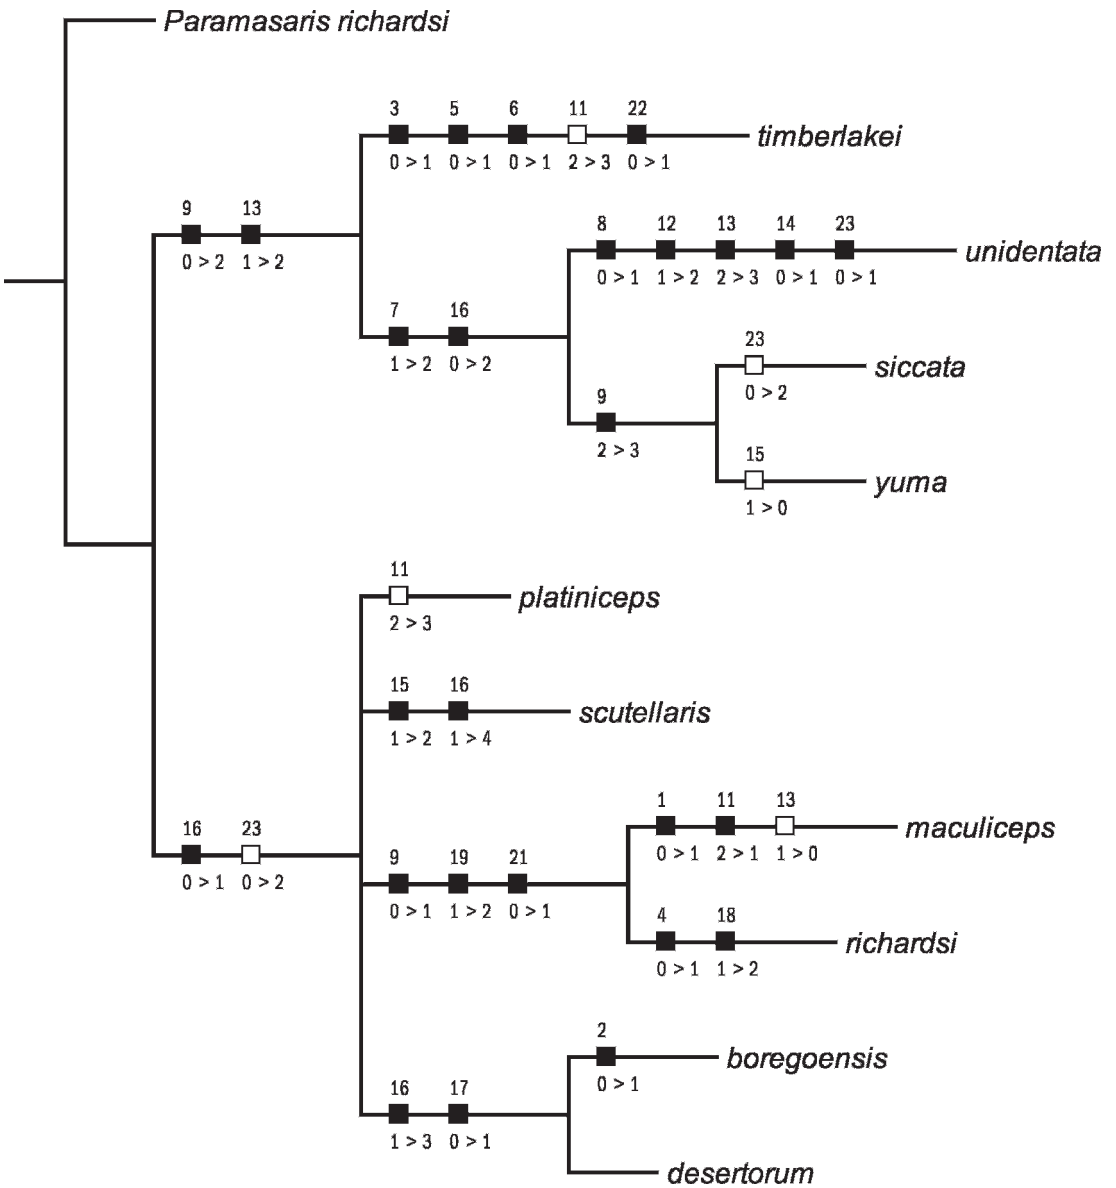 Paramasaris richardsi
3 5 6 11 22
timberlakei
0 > 1 0 > 1 0 > 1 2 > 3 0 > 1
9 13
0 > 2 1 > 2
8 12 13 14 23
unidentata
0 > 1 1 > 2 2 > 3 0 > 1 0 > 1
7 16
1 > 2 0 > 2
23
siccata
0 > 2
9
2 > 3
15
yuma
1 > 0
11
platiniceps
2 > 3
15 16
scutellaris
1 > 2 1 > 4
1 11 13
maculiceps
0 > 1 2 > 1 1 > 0
16 23
0 > 1 0 > 2
9 19 21
0 > 1 1 > 2 0 > 1
4 18
richardsi
0 > 1 1 > 2
2
boregoensis
0 > 1
16 17
1 > 3 0 > 1
desertorum